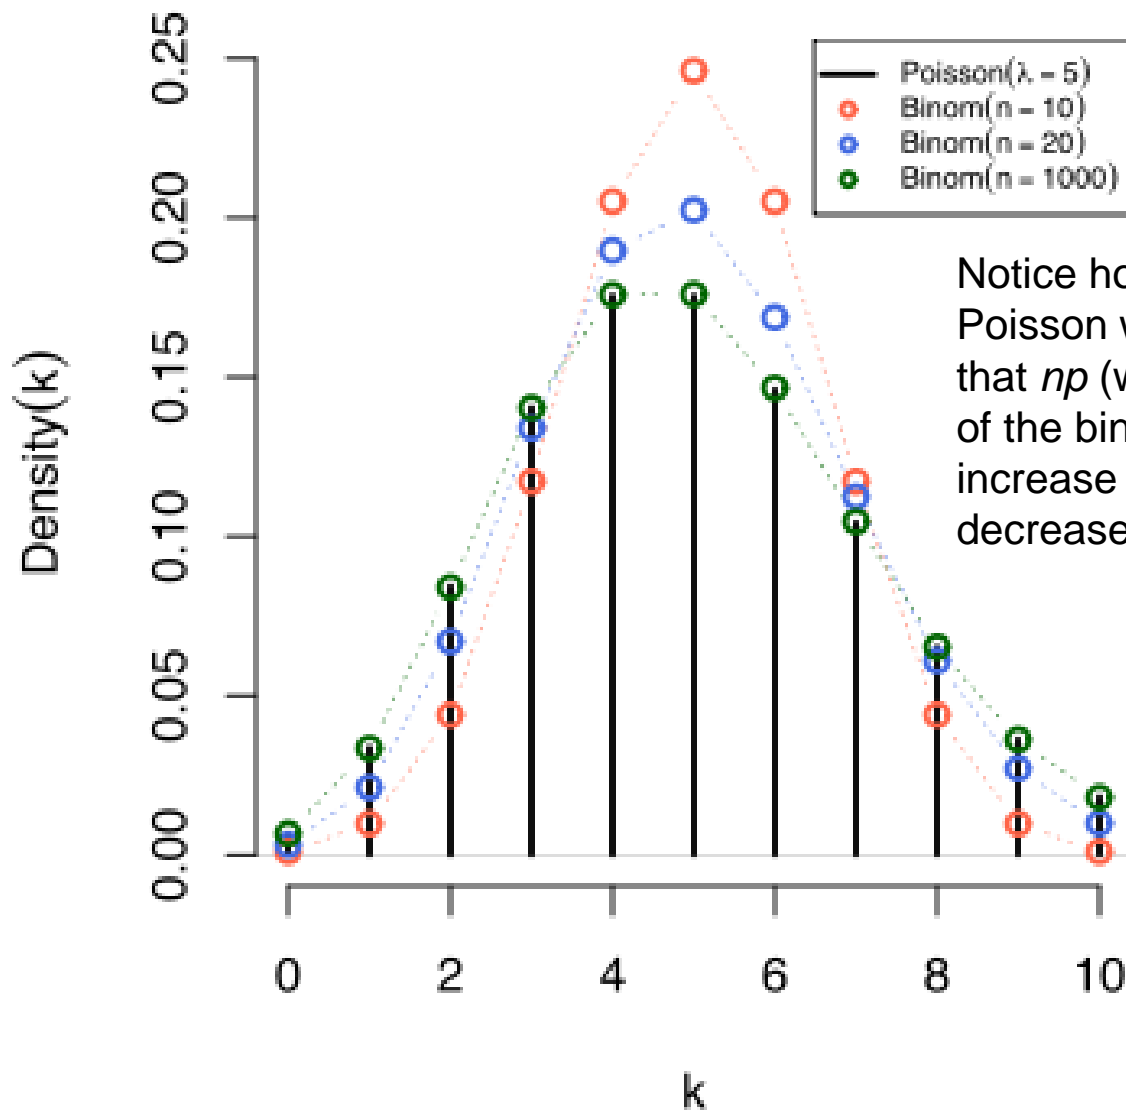 0.25
0.20
0.15
0.10
0.05
0.00
Density(k)
0 2 4 6 8 10
k
Poisson(λ = 5)
Binom(n = 10)
Binom(n = 20)
Binom(n = 1000)
Notice
Poisson
that np
of the
increase
decrease